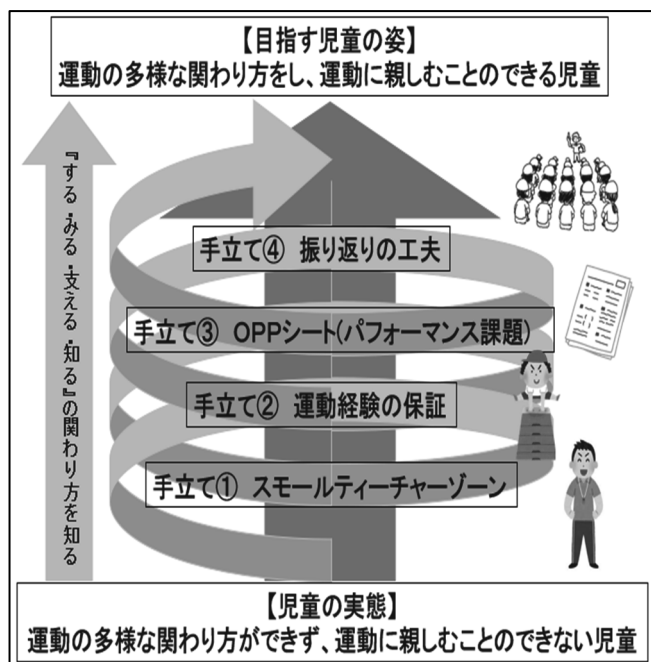 【目指す児童の姿】
運動の多様な関わり方をし、運動に親しむことのできる児童
『する・みる・支える・知る』の関わり方を知る
手立て④ 振り返りの工夫
手立て③ OPPシート(パフォーマンス課題)
手立て② 運動経験の保証
手立て① スモールティーチャーゾーン
【児童の実態】
運動の多様な関わり方ができず、運動に親しむことのできない児童